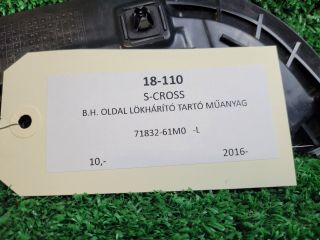 18-110
S-CROSS
B.H. OLDAL LÖKHÁRÍTÓ TARTÓ MŰANYAG
71832-61M0 -L
10,- 2016-